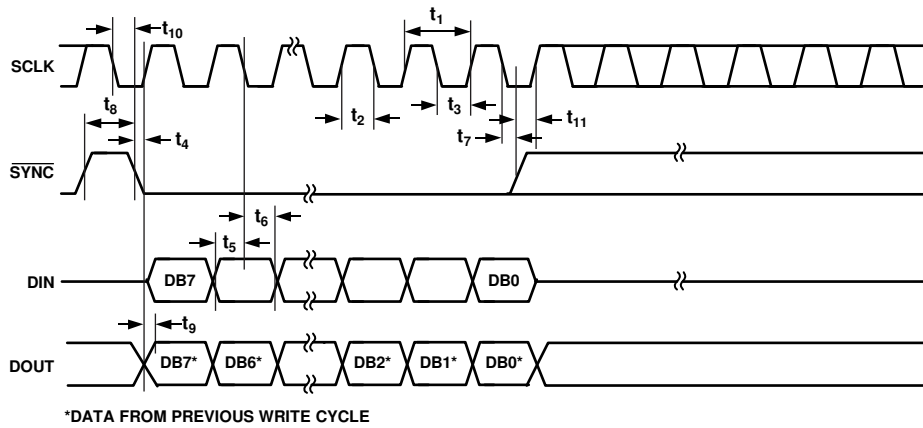 t1
t10
SCLK
t8
t2
t3
t11
t4
t7
SYNC
t6
t5
DIN
DB7
DB0
t9
DOUT
DB7*
DB6*
DB2*
DB1*
DB0*
*DATA FROM PREVIOUS WRITE CYCLE